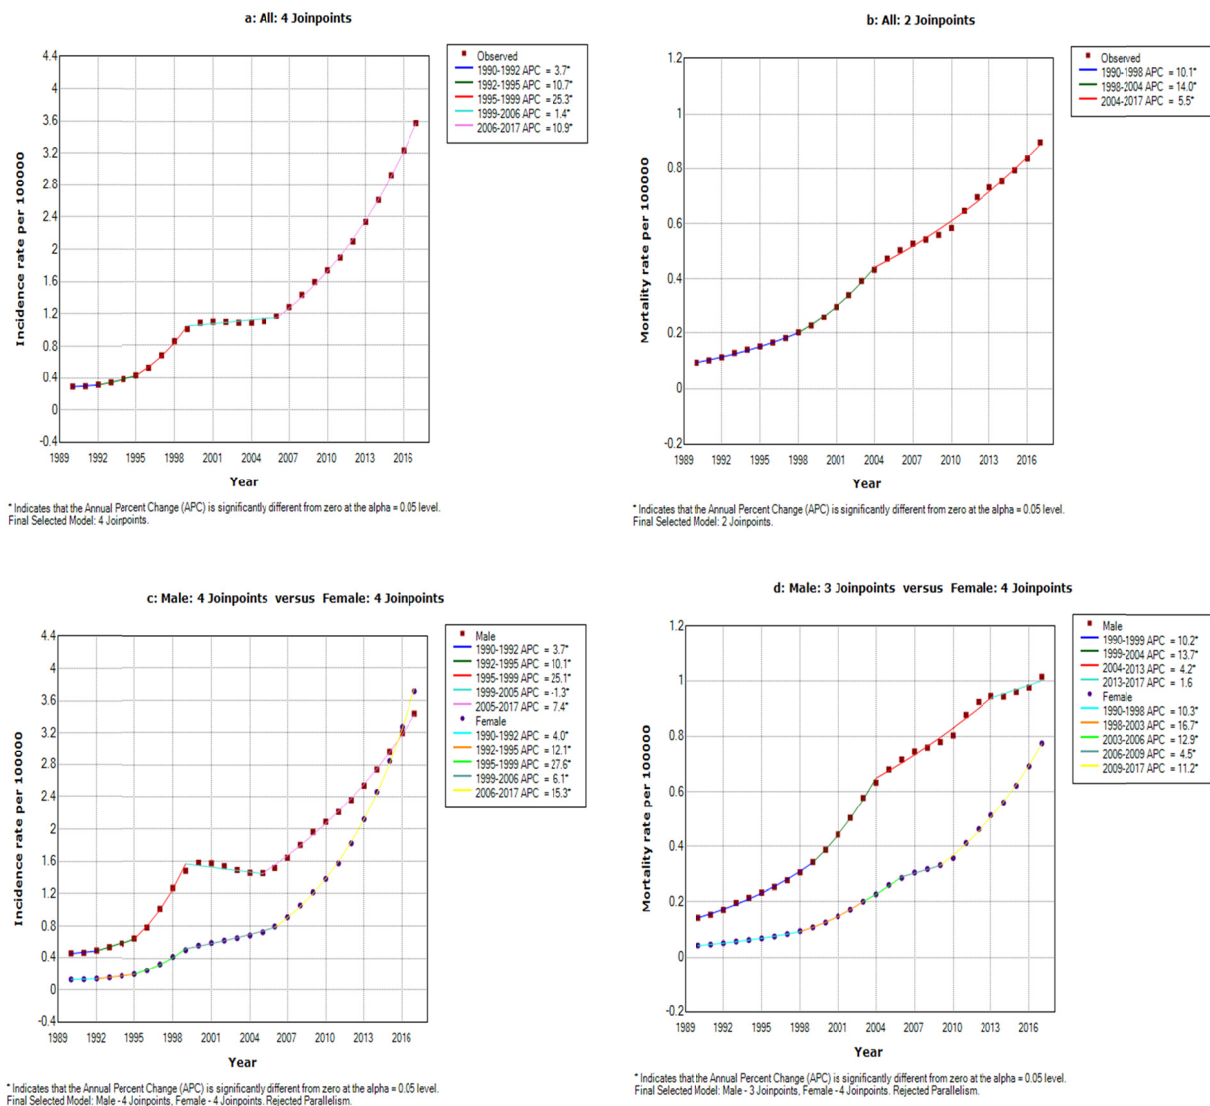 a: All: 4 Joinpoints
4.4
4
3.6
3.2
2.8
2.4
2
1.6
1.2
0.8
0.4
0
-0.4
Incidence rate per 100000
1989 1992 1995 1998 2001 2004 2007 2010 2013 2016
Year
Observed
1990-1992 APC = 3.7*
1992-1995 APC = 10.7*
1995-1999 APC = 25.3*
1999-2006 APC = 1.4*
2006-2017 APC = 10.9*
* Indicates that the Annual Percent Change (APC) is significantly different from zero at the alpha = 0.05 level.
Final Selected Model: 4 Joinpoints.
b: All: 2 Joinpoints
1.2
1
0.8
0.6
0.4
0.2
0
-0.2
Mortality rate per 100000
1989 1992 1995 1998 2001 2004 2007 2010 2013 2016
Year
Observed
1990-1998 APC = 10.1*
1998-2004 APC = 14.0*
2004-2017 APC = 5.5*
* Indicates that the Annual Percent Change (APC) is significantly different from zero at the alpha = 0.05 level.
Final Selected Model: 2 Joinpoints.
c: Male: 4 Joinpoints versus Female: 4 Joinpoints
4.4
4
3.6
3.2
2.8
2.4
2
1.6
1.2
0.8
0.4
0
-0.4
Incidence rate per 100000
1989 1992 1995 1998 2001 2004 2007 2010 2013 2016
Year
Male
1990-1992 APC = 3.7*
1992-1995 APC = 10.1*
1995-1999 APC = 25.1*
1999-2005 APC = -1.3*
2005-2017 APC = 7.4*
Female
1990-1992 APC = 4.0*
1992-1995 APC = 12.1*
1995-1999 APC = 27.6*
1999-2006 APC = 6.1*
2006-2017 APC = 15.3*
* Indicates that the Annual Percent Change (APC) is significantly different from zero at the alpha = 0.05 level.
Final Selected Model: Male - 4 Joinpoints, Female - 4 Joinpoints. Rejected Parallelism.
d: Male: 3 Joinpoints versus Female: 4 Joinpoints
1.2
1
0.8
0.6
0.4
0.2
0
-0.2
Mortality rate per 100000
1989 1992 1995 1998 2001 2004 2007 2010 2013 2016
Year
Male
1990-1999 APC = 10.2*
1999-2004 APC = 13.7*
2004-2013 APC = 4.2*
2013-2017 APC = 1.6
Female
1990-1998 APC = 10.3*
1998-2003 APC = 16.7*
2003-2006 APC = 12.9*
2006-2009 APC = 4.5*
2009-2017 APC = 11.2*
* Indicates that the Annual Percent Change (APC) is significantly different from zero at the alpha = 0.05 level.
Final Selected Model: Male - 3 Joinpoints, Female - 4 Joinpoints. Rejected Parallelism.